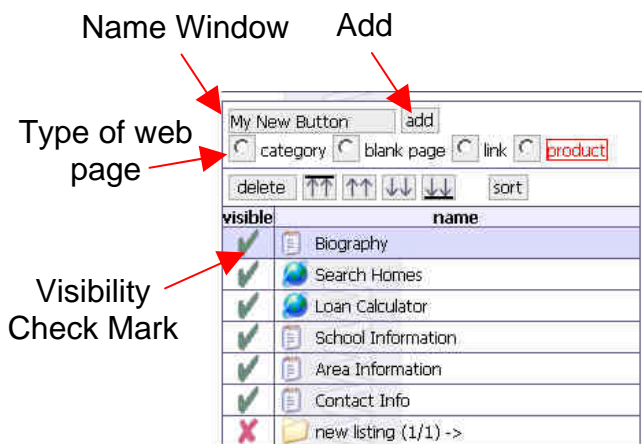 Name Window Add
My New Button add
Type of web page
category blank page link product
delete sort
visible name
Biography
Search Homes
Visibility Check Mark
Loan Calculator
School Information
Area Information
Contact Info
new listing (1/1) ->